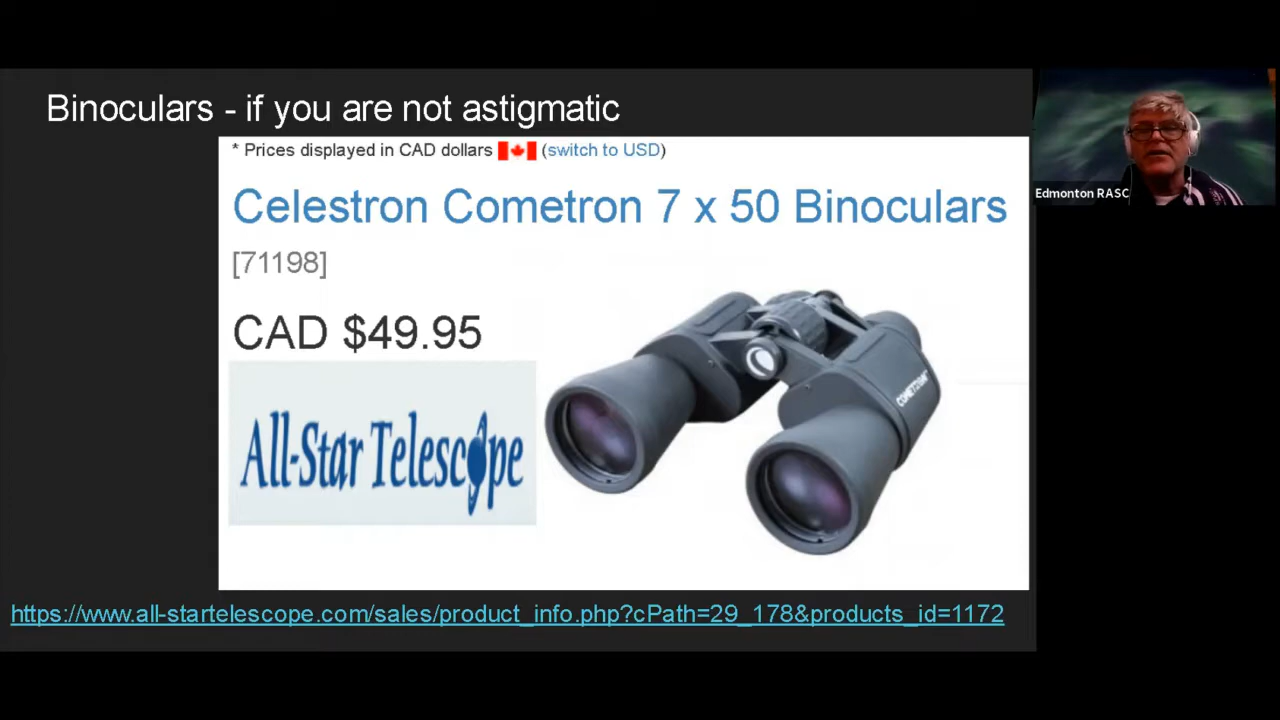 Binoculars - if you are not astigmatic
* Prices displayed in CAD dollars (switch to USD)
Celestron Cometron 7 x 50 Binoculars
[71198]
CAD $49.95
All-Star Telescope
COMETRON
https://www.all-startelescope.com/sales/product_info.php?cPath=29_178&products_id=1172
Edmonton RASC